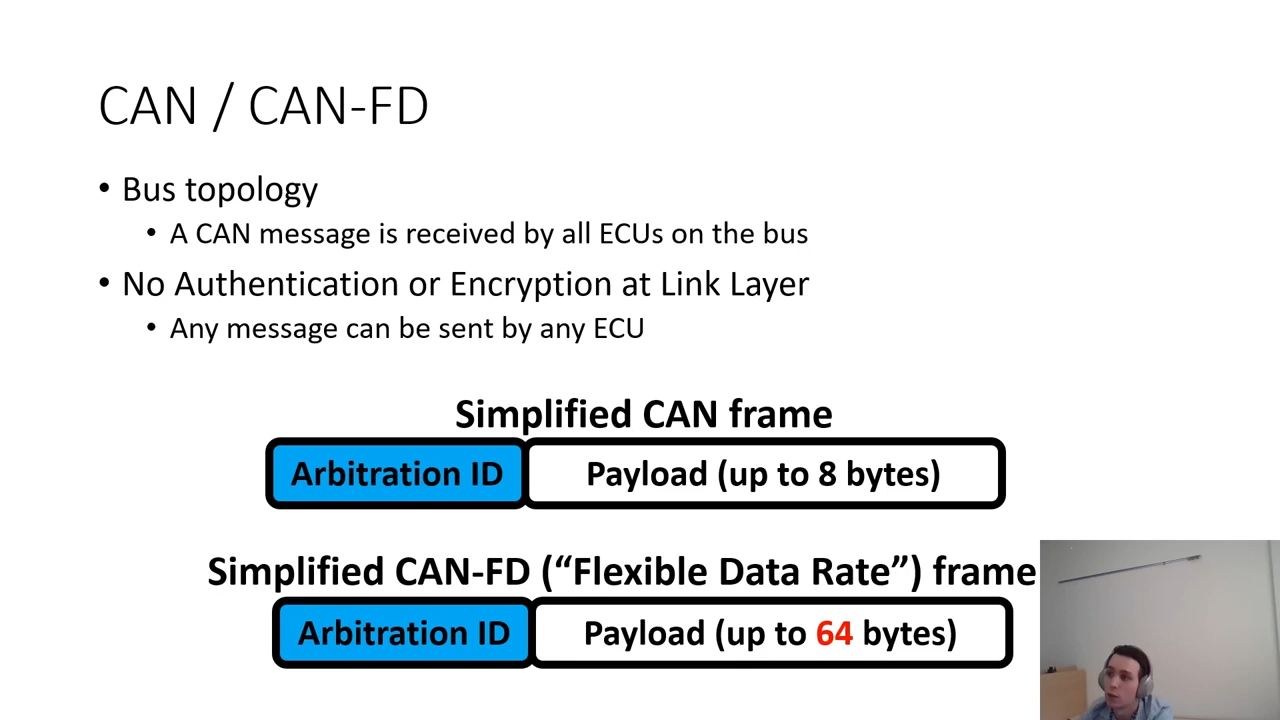 CAN / CAN-FD
• Bus topology
• A CAN message is received by all ECUs on the bus
• No Authentication or Encryption at Link Layer
• Any message can be sent by any ECU
Simplified CAN frame
Arbitration ID Payload (up to 8 bytes)
Simplified CAN-FD (“Flexible Data Rate”) frame
Arbitration ID Payload (up to 64 bytes)